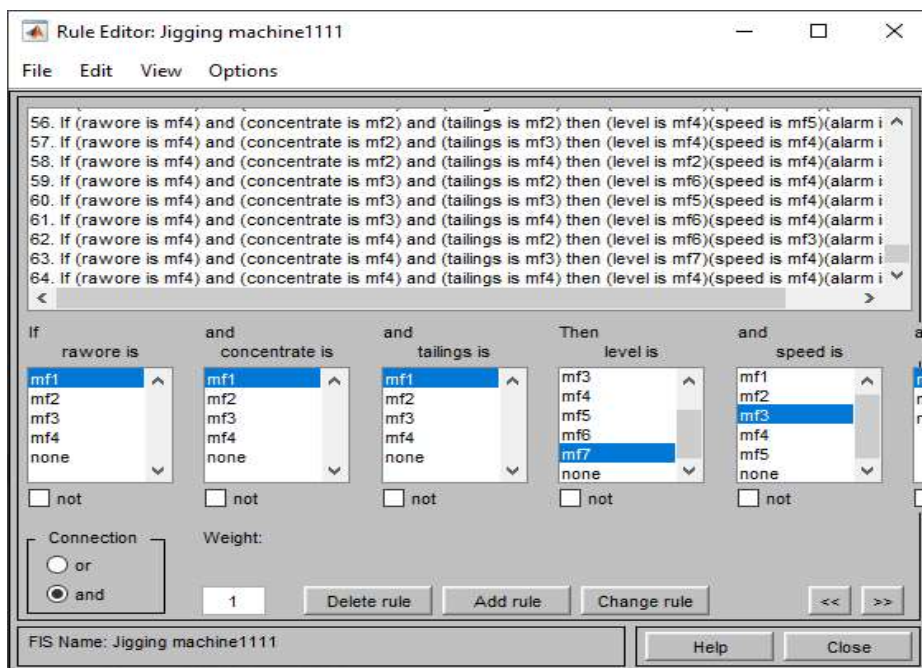 Rule Editor: Jigging machine1111
File Edit View Options
56. If (rawore is mf4) and (concentrate is mf2) and (tailings is mf2) then (level is mf4)(speed is mf5)(alarm i
57. If (rawore is mf4) and (concentrate is mf2) and (tailings is mf3) then (level is mf4)(speed is mf4)(alarm i
58. If (rawore is mf4) and (concentrate is mf2) and (tailings is mf4) then (level is mf2)(speed is mf4)(alarm i
59. If (rawore is mf4) and (concentrate is mf3) and (tailings is mf2) then (level is mf6)(speed is mf4)(alarm i
60. If (rawore is mf4) and (concentrate is mf3) and (tailings is mf3) then (level is mf5)(speed is mf4)(alarm i
61. If (rawore is mf4) and (concentrate is mf3) and (tailings is mf4) then (level is mf6)(speed is mf4)(alarm i
62. If (rawore is mf4) and (concentrate is mf4) and (tailings is mf2) then (level is mf6)(speed is mf3)(alarm i
63. If (rawore is mf4) and (concentrate is mf4) and (tailings is mf3) then (level is mf7)(speed is mf4)(alarm i
64. If (rawore is mf4) and (concentrate is mf4) and (tailings is mf4) then (level is mf4)(speed is mf4)(alarm i
If and and Then and a
rawore is concentrate is tailings is level is speed is
mf1 mf1 mf1 mf3 mf1
mf2 mf2 mf2 mf4 mf2
mf3 mf3 mf3 mf5 mf3
mf4 mf4 mf4 mf6 mf4
none none none mf7 mf5
none none
not not not not not
Connection Weight:
or
and 1 Delete rule Add rule Change rule << >>
FIS Name: Jigging machine1111 Help Close